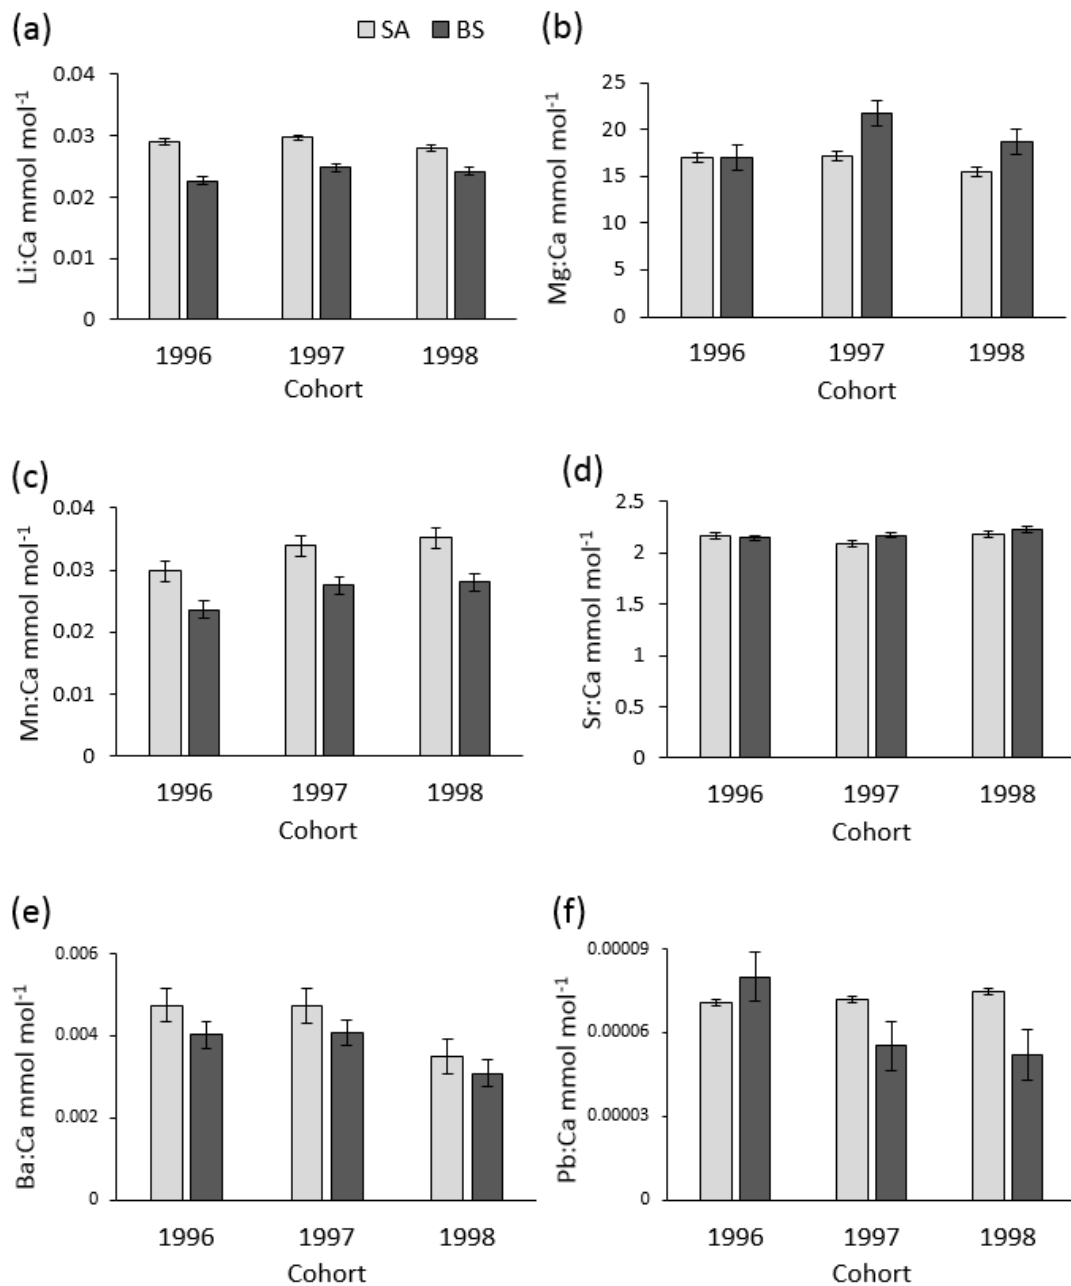 (a)
SA BS
Li:Ca mmol mol⁻¹
0.04
0.03
0.02
0.01
0
1996 1997 1998
Cohort
(b)
Mg:Ca mmol mol⁻¹
25
20
15
10
5
0
1996 1997 1998
Cohort
(c)
Mn:Ca mmol mol⁻¹
0.04
0.03
0.02
0.01
0
1996 1997 1998
Cohort
(d)
Sr:Ca mmol mol⁻¹
2.5
2
1.5
1
0.5
0
1996 1997 1998
Cohort
(e)
Ba:Ca mmol mol⁻¹
0.006
0.004
0.002
0
1996 1997 1998
Cohort
(f)
Pb:Ca mmol mol⁻¹
0.00009
0.00006
0.00003
0
1996 1997 1998
Cohort